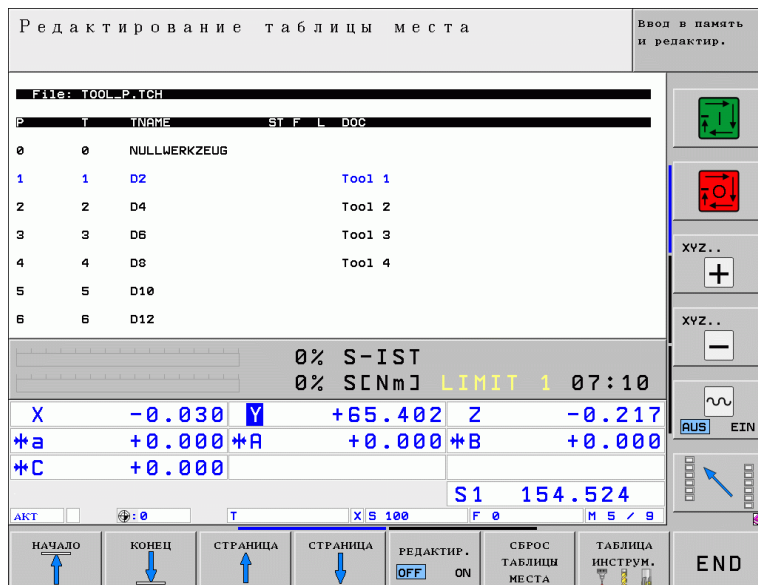 Редактирование таблицы места
Ввод в память
и редактир.
File: TOOL_P.TCH
P T TNAME ST F L DOC
0 0 NULLWERKZEUG
1 1 D2 Tool 1
2 2 D4 Tool 2
3 3 D6 Tool 3
4 4 D8 Tool 4
5 5 D10
6 6 D12
XYZ..
+
XYZ..
−
AUS EIN
0% S-IST
0% S[Nm] LIMIT 1 07:10
X -0.030 Y +65.402 Z -0.217
a +0.000 A +0.000 B +0.000
C +0.000
S1 154.524
АКТ : 0 T X S 100 F 0 M 5 / 9
НАЧАЛО
КОНЕЦ
СТРАНИЦА
СТРАНИЦА
РЕДАКТИР.
OFF ON
СБРОС
ТАБЛИЦЫ
МЕСТА
ТАБЛИЦА
ИНСТРУМ.
END